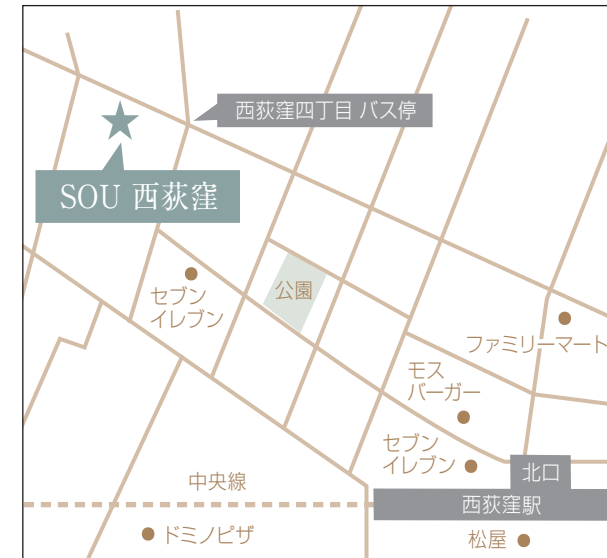 西荻窪四丁目 バス停
SOU 西荻窪
セブン
イレブン
公園
ファミリーマート
モス
バーガー
セブン
イレブン
北口
中央線
西荻窪駅
ドミノピザ
松屋